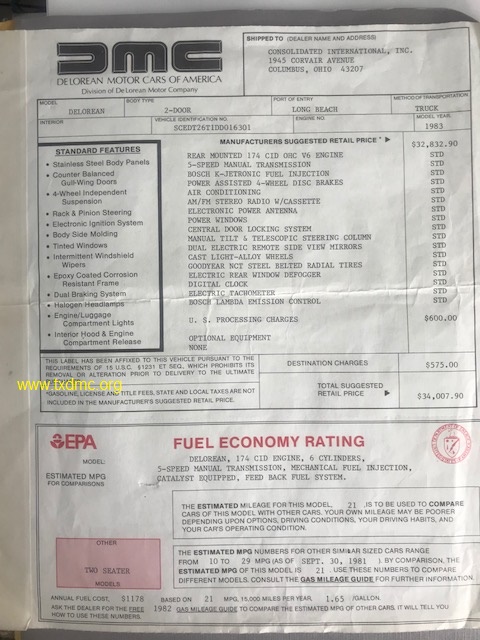 DMC
DELOREAN MOTOR CARS OF AMERICA
Division of DeLorean Motor Company
SHIPPED TO (DEALER NAME AND ADDRESS)
CONSOLIDATED INTERNATIONAL, INC.
1945 CORVAIR AVENUE
COLUMBUS, OHIO 43207
MODEL BODY TYPE PORT OF ENTRY METHOD OF TRANSPORTATION
DELOREAN 2-DOOR LONG BEACH TRUCK
INTERIOR VEHICLE IDENTIFICATION NO. ENGINE NO. MODEL YEAR
SCEDT26T1DD016301 1983
MANUFACTURERS SUGGESTED RETAIL PRICE * $32,832.90
STANDARD FEATURES
• Stainless Steel Body Panels
• Counter Balanced
Gull-Wing Doors
• 4-Wheel Independent
Suspension
• Rack & Pinion Steering
• Electronic Ignition System
• Body Side Molding
• Tinted Windows
• Intermittent Windshield
Wipers
• Epoxy Coated Corrosion
Resistant Frame
• Dual Braking System
• Halogen Headlamps
• Engine/Luggage
Compartment Lights
• Interior Hood & Engine
Compartment Release
REAR MOUNTED 174 CID OHC V6 ENGINE STD
5-SPEED MANUAL TRANSMISSION STD
BOSCH K-JETRONIC FUEL INJECTION STD
POWER ASSISTED 4-WHEEL DISC BRAKES STD
AIR CONDITIONING STD
AM/FM STEREO RADIO W/CASSETTE STD
ELECTRONIC POWER ANTENNA STD
POWER WINDOWS STD
CENTRAL DOOR LOCKING SYSTEM STD
MANUAL TILT & TELESCOPIC STEERING COLUMN STD
DUAL ELECTRIC REMOTE SIDE VIEW MIRRORS STD
CAST LIGHT-ALLOY WHEELS STD
GOODYEAR NCT STEEL BELTED RADIAL TIRES STD
ELECTRIC REAR WINDOW DEFOGGER STD
DIGITAL CLOCK STD
ELECTRIC TACHOMETER STD
BOSCH LAMBDA EMISSION CONTROL STD
U. S. PROCESSING CHARGES $600.00
OPTIONAL EQUIPMENT
NONE
THIS LABEL HAS BEEN AFFIXED TO THIS VEHICLE PURSUANT TO THE
REQUIREMENTS OF 15 U.S.C. §1231 ET SEQ., WHICH PROHIBITS ITS
REMOVAL OR ALTERATION PRIOR TO DELIVERY TO THE ULTIMATE
www.txdmc.org
*GASOLINE, LICENSE AND TITLE FEES, STATE AND LOCAL TAXES ARE NOT
INCLUDED IN THE MANUFACTURER'S SUGGESTED RETAIL PRICE.
DESTINATION CHARGES $575.00
TOTAL SUGGESTED
RETAIL PRICE $34,007.90
EPA FUEL ECONOMY RATING
MODEL: DELOREAN, 174 CID ENGINE, 6 CYLINDERS,
5-SPEED MANUAL TRANSMISSION, MECHANICAL FUEL INJECTION,
CATALYST EQUIPPED, FEED BACK FUEL SYSTEM.
ESTIMATED MPG
FOR COMPARISONS
THE ESTIMATED MILEAGE FOR THIS MODEL, 21 ,IS TO BE USED TO COMPARE
CARS OF THIS MODEL WITH OTHER CARS. YOUR OWN MILEAGE MAY BE POORER
DEPENDING UPON OPTIONS, DRIVING CONDITIONS, YOUR DRIVING HABITS, AND
YOUR CAR'S OPERATING CONDITION.
OTHER
TWO SEATER
MODELS
THE ESTIMATED MPG NUMBERS FOR OTHER SIMILAR SIZED CARS RANGE
FROM 10 TO 29 MPG (AS OF SEPT. 30, 1981 ). BY COMPARISON, THE
ESTIMATED MPG OF THIS MODEL IS 21 . USE THESE NUMBERS TO COMPARE
DIFFERENT MODELS. CONSULT THE GAS MILEAGE GUIDE FOR FURTHER INFORMATION.
ANNUAL FUEL COST, $1178 BASED ON 21 MPG, 15,000 MILES PER YEAR, 1.65 /GALLON.
ASK THE DEALER FOR THE FREE 1982 GAS MILEAGE GUIDE TO COMPARE THE ESTIMATED MPG OF OTHER CARS. IT WILL TELL YOU
HOW TO USE THESE NUMBERS.